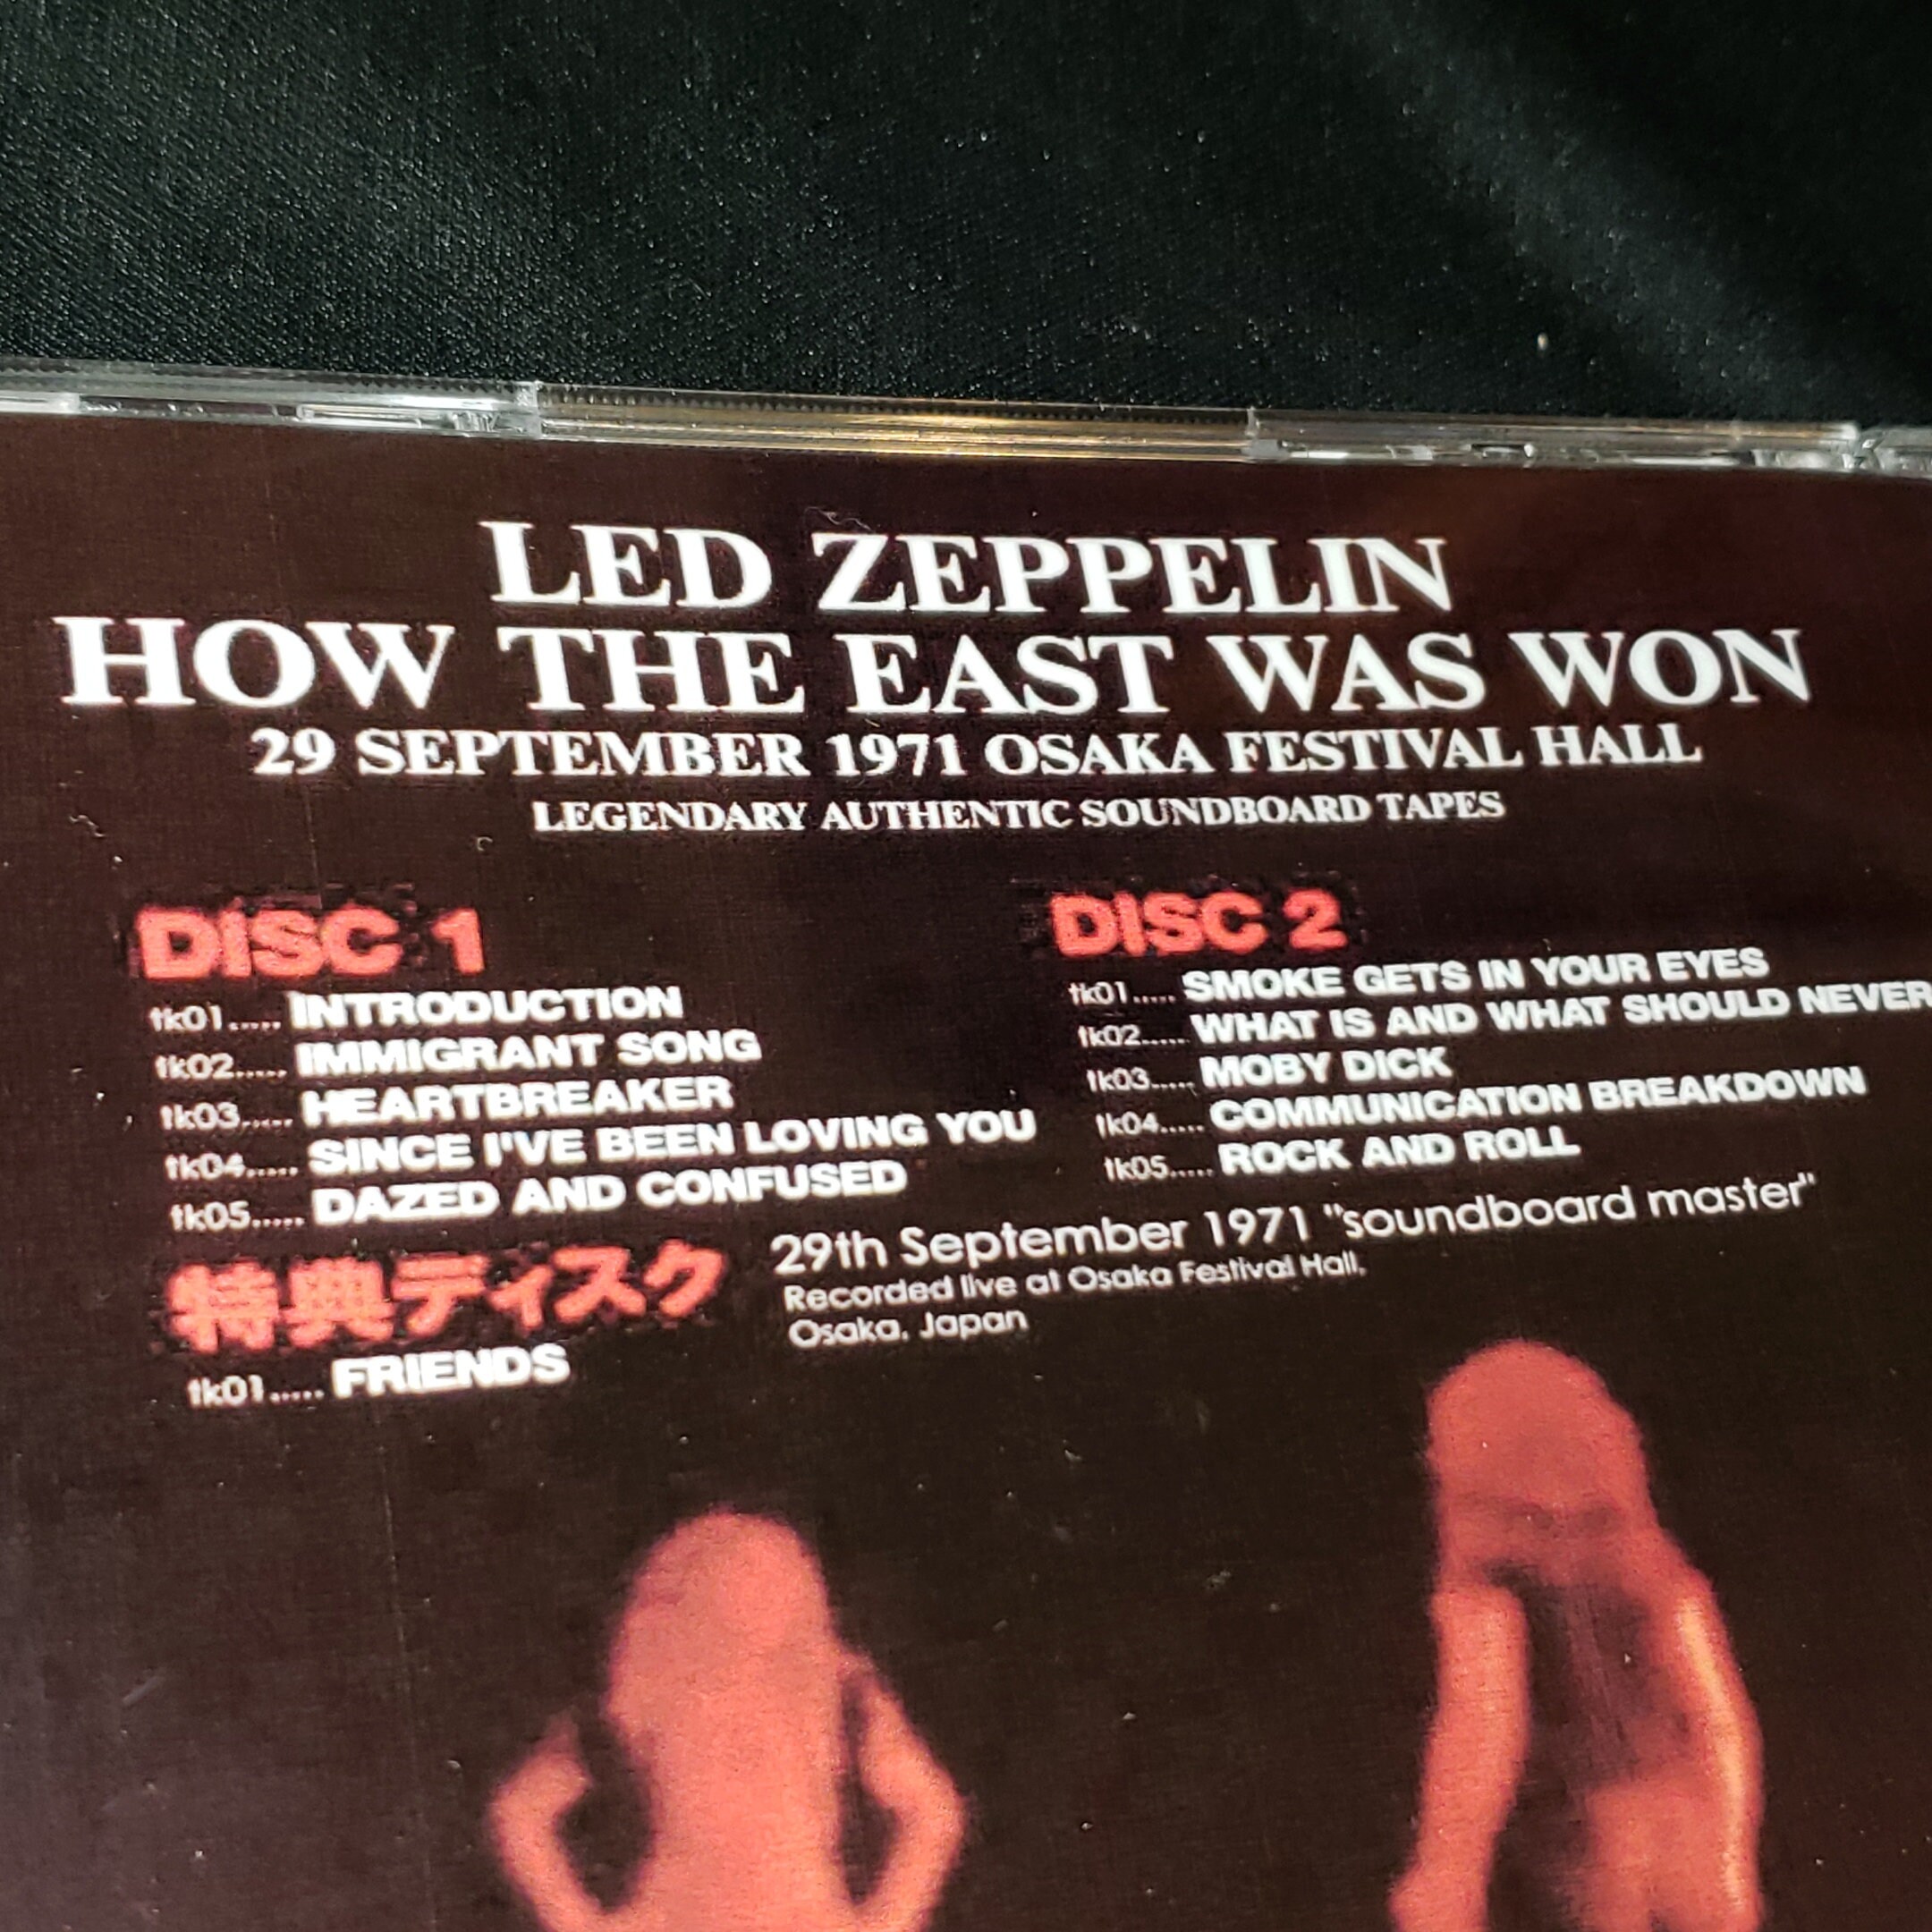 LED ZEPPELIN
HOW THE EAST WAS WON
29 SEPTEMBER 1971 OSAKA FESTIVAL HALL
LEGENDARY AUTHENTIC SOUNDBOARD TAPES
DISC 1
tk01..... INTRODUCTION
tk02..... IMMIGRANT SONG
tk03..... HEARTBREAKER
tk04..... SINCE I'VE BEEN LOVING YOU
tk05..... DAZED AND CONFUSED
DISC 2
tk01..... SMOKE GETS IN YOUR EYES
tk02..... WHAT IS AND WHAT SHOULD NEVER
tk03..... MOBY DICK
tk04..... COMMUNICATION BREAKDOWN
tk05..... ROCK AND ROLL
特典ディスク
tk01..... FRIENDS
29th September 1971 "soundboard master"
Recorded live at Osaka Festival Hall,
Osaka, Japan